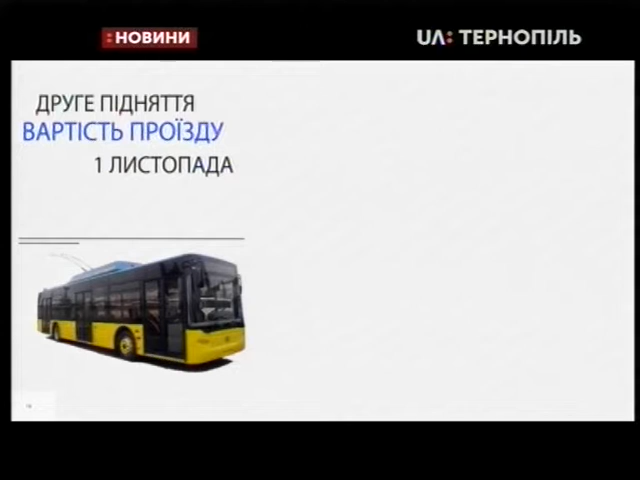 :НОВИНИ
UA: ТЕРНОПІЛЬ
ДРУГЕ ПІДНЯТТЯ
ВАРТІСТЬ ПРОЇЗДУ
1 ЛИСТОПАДА